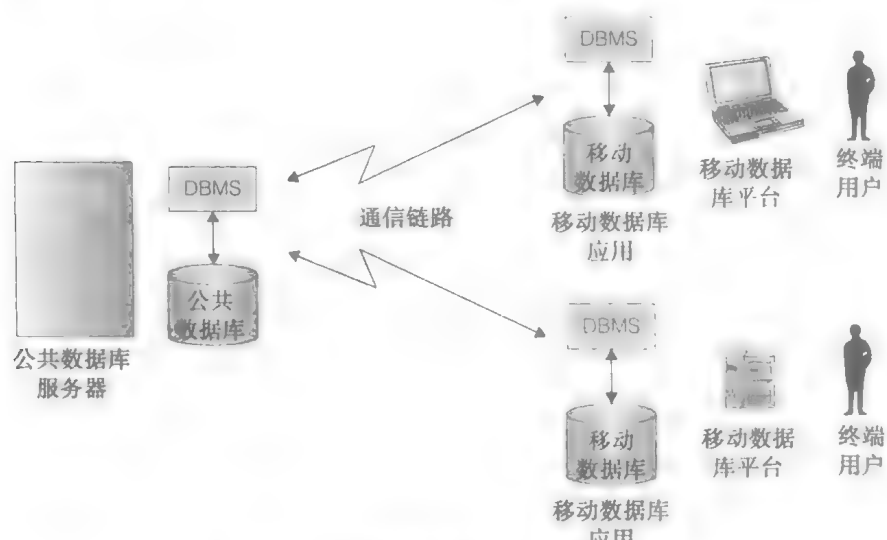 DBMS
移动
数据库
移动数据库
应用
移动数据
库平台
终端
用户
DBMS
公共
数据库
公共数据库
服务器
通信链路
DBMS
移动
数据库
移动数据库
应用
移动数据
库平台
终端
用户